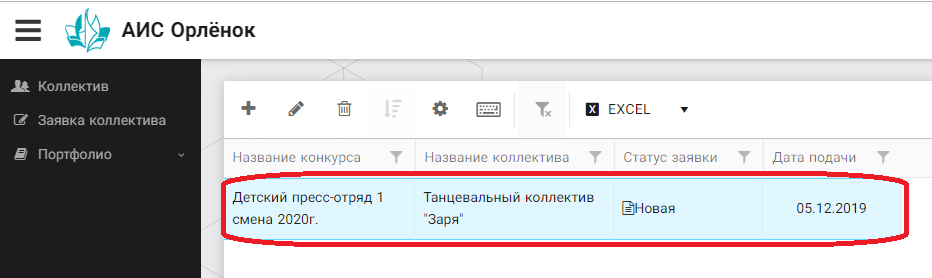 АИС Орлёнок
Коллектив
Заявка коллектива
Портфолио
EXCEL
Название конкурса Название коллектива Статус заявки Дата подачи
Детский пресс-отряд 1 Танцевальный коллектив
смена 2020г. "Заря" Новая 05.12.2019